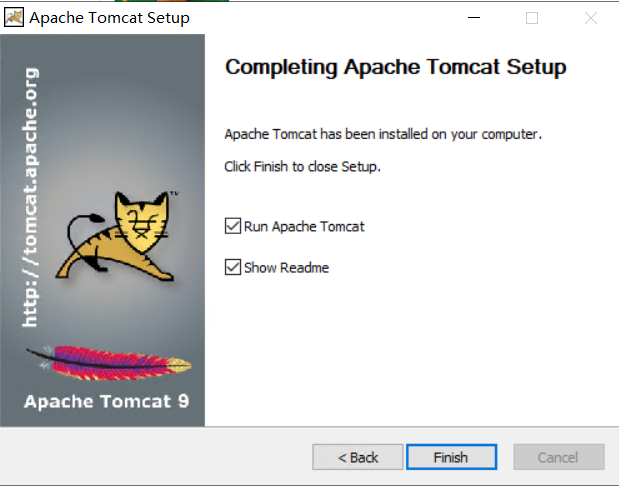 Apache Tomcat Setup
http://tomcat.apache.org
TM
Apache Tomcat 9
Completing Apache Tomcat Setup
Apache Tomcat has been installed on your computer.
Click Finish to close Setup.
Run Apache Tomcat
Show Readme
< Back
Finish
Cancel